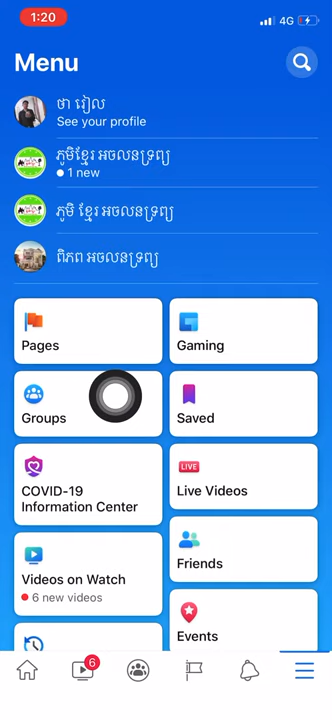 1:20
4G
Menu
ថា វៀល
See your profile
ភូមិខ្មែរ អចលនទ្រព្យ
1 new
ភូមិ ខ្មែរ អចលនទ្រព្យ
ពិភព អចលនទ្រព្យ
Pages
Gaming
Groups
Saved
COVID-19
Information Center
LIVE
Live Videos
Videos on Watch
6 new videos
Friends
Events
6